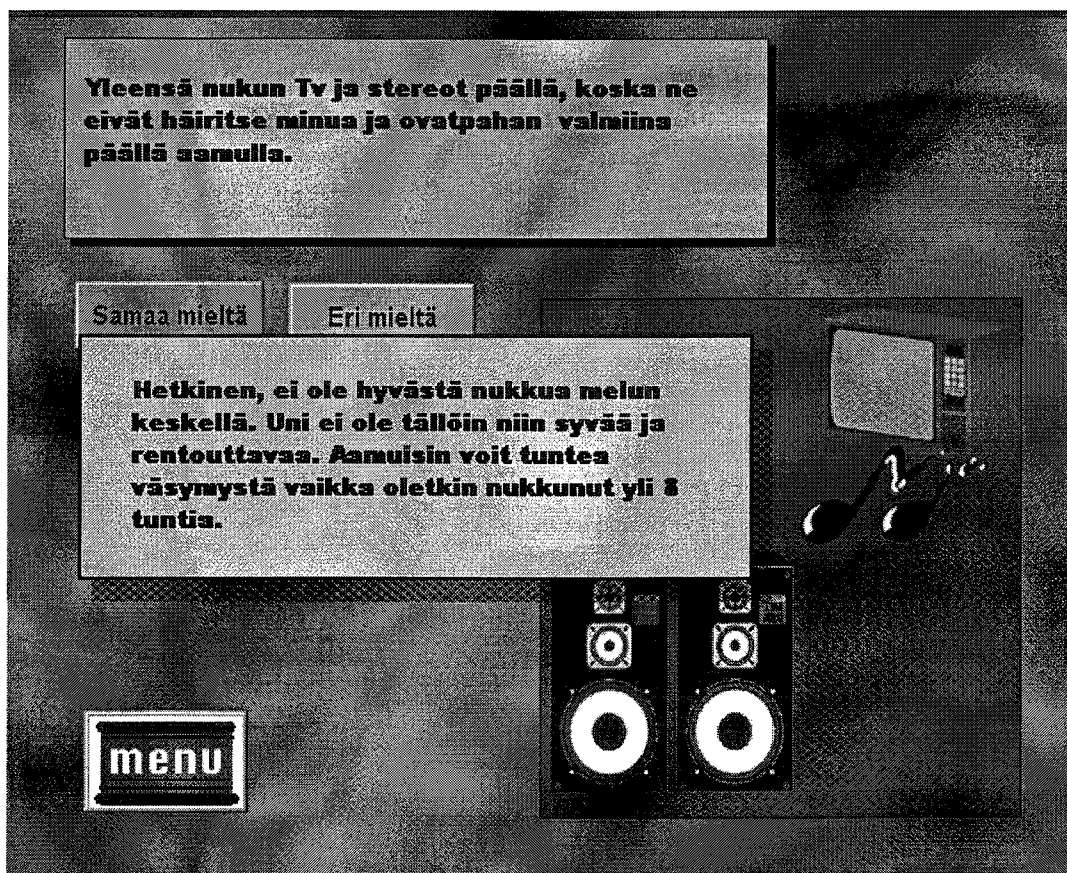 Yleensä nukun Tv ja stereot päällä, koska ne
eivät häiritse minua ja ovatpahan valmiina
päällä aamulla.
Samaa mieltä
Eri mieltä
Hetkinen, ei ole hyvästä nukkua melun
keskellä. Uni ei ole tällöin niin syvää ja
rentouttavaa. Aamuisin voit tuntea
väsymystä vaikka oletkin nukkunut yli 8
tuntia.
menu